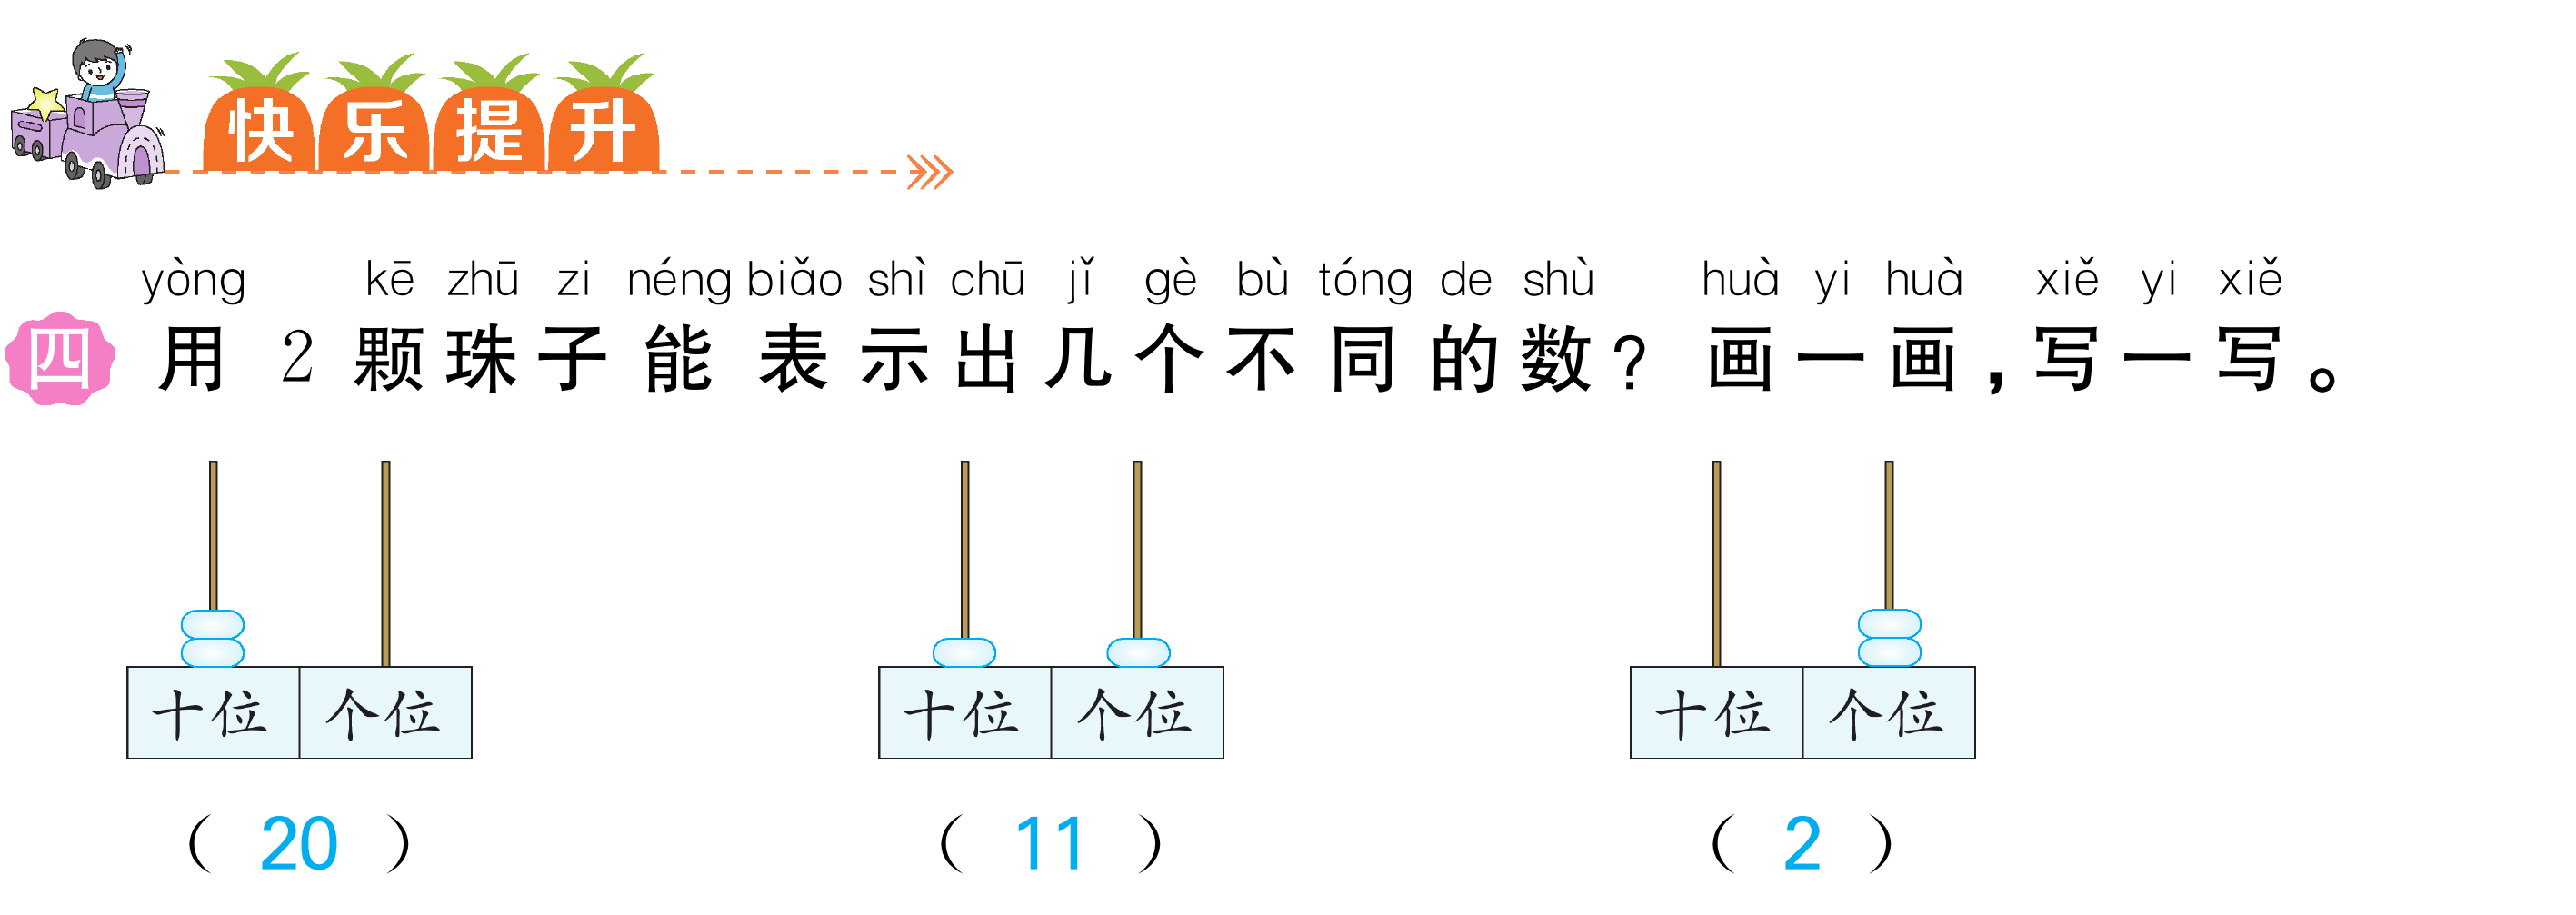 快乐提升
yòng kē zhū zi néng biǎo shì chū jǐ gè bù tóng de shù huà yi huà xiě yi xiě
四 用 2 颗珠子能表示出几个不同的数？画一画，写一写。
十位 个位 十位 个位 十位 个位
（ 20 ） （ 11 ） （ 2 ）